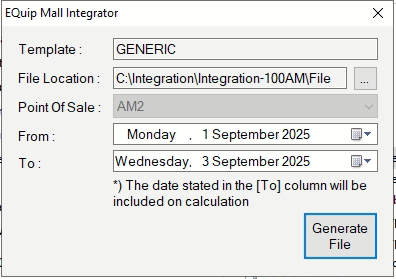 EQuip Mall Integrator
Template : GENERIC
File Location : C:\Integration\Integration-100AM\File ...
Point Of Sale : AM2
From : Monday , 1 September 2025
To : Wednesday, 3 September 2025
*) The date stated in the [To] column will be
included on calculation
Generate
File